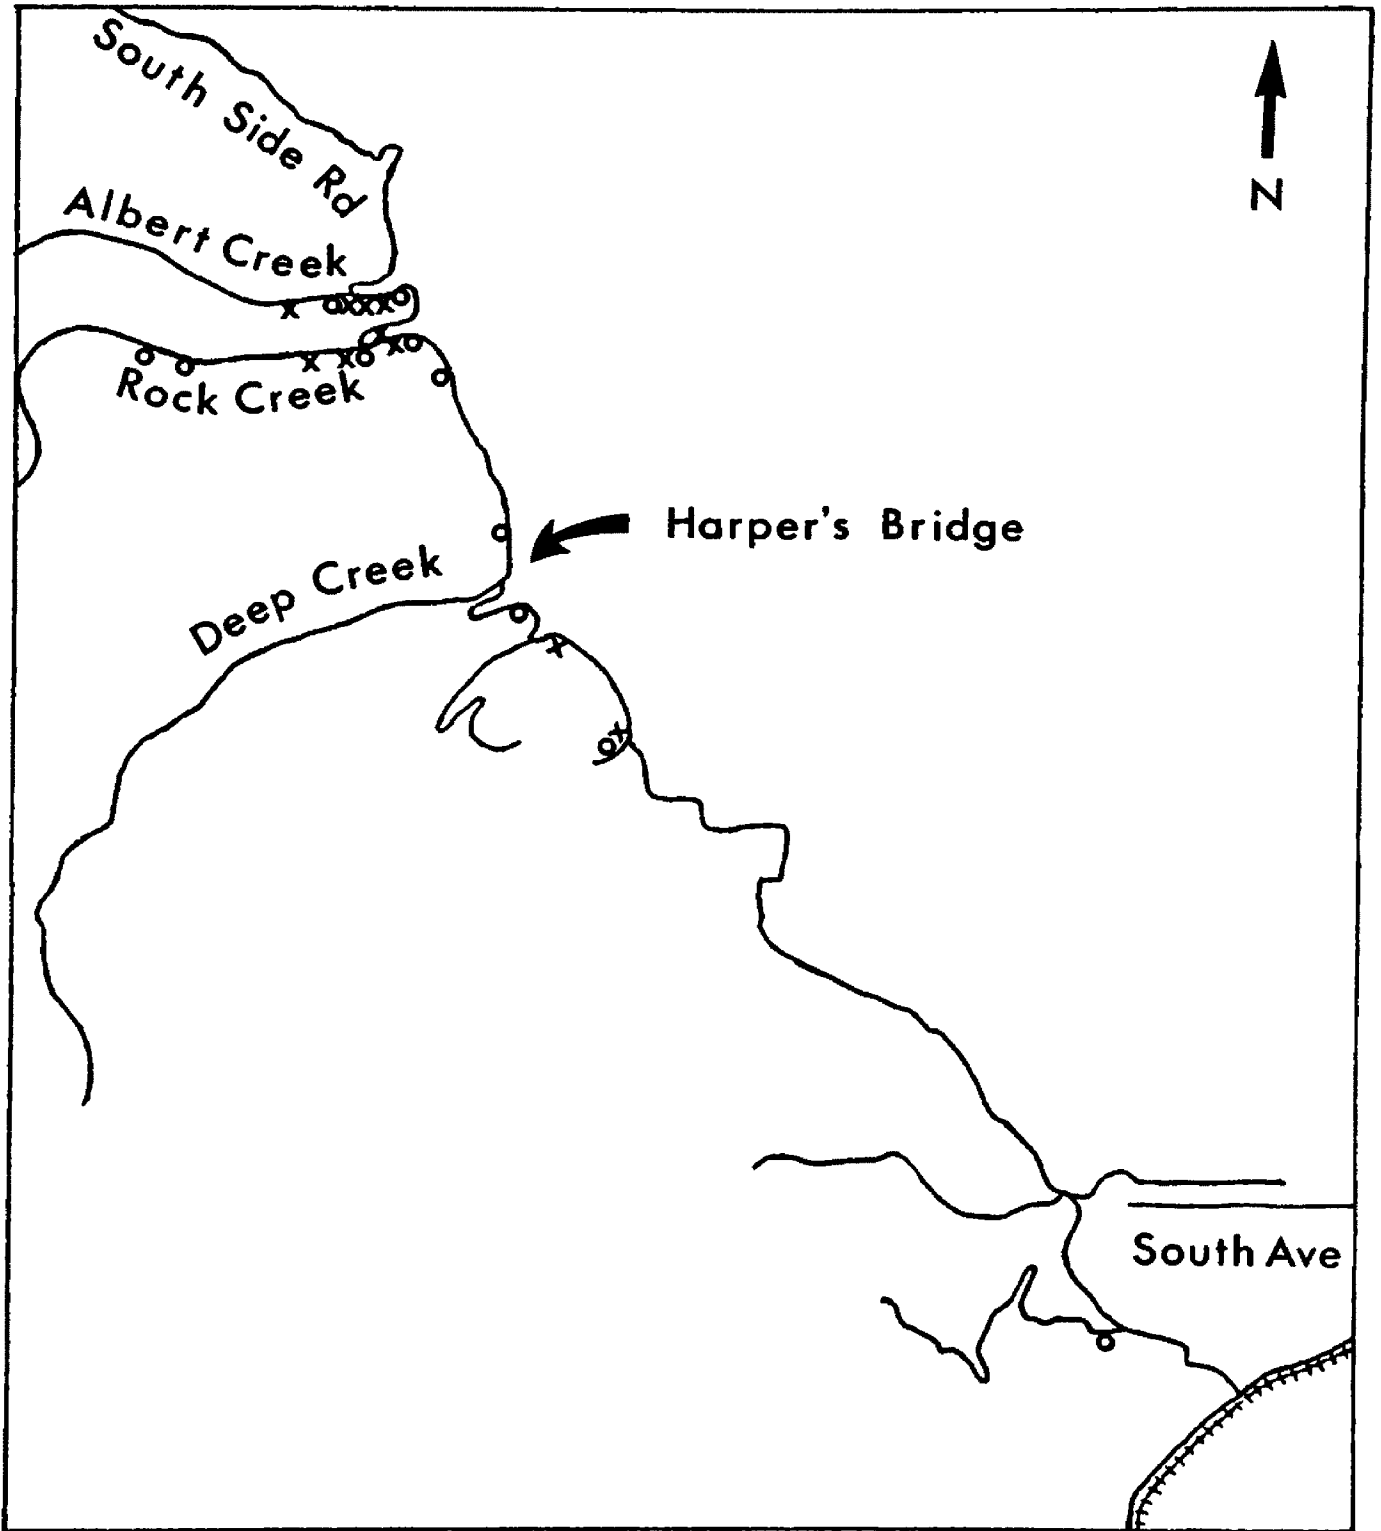 South Side Rd
N
Albert Creek
Rock Creek
Harper's Bridge
Deep Creek
South Ave